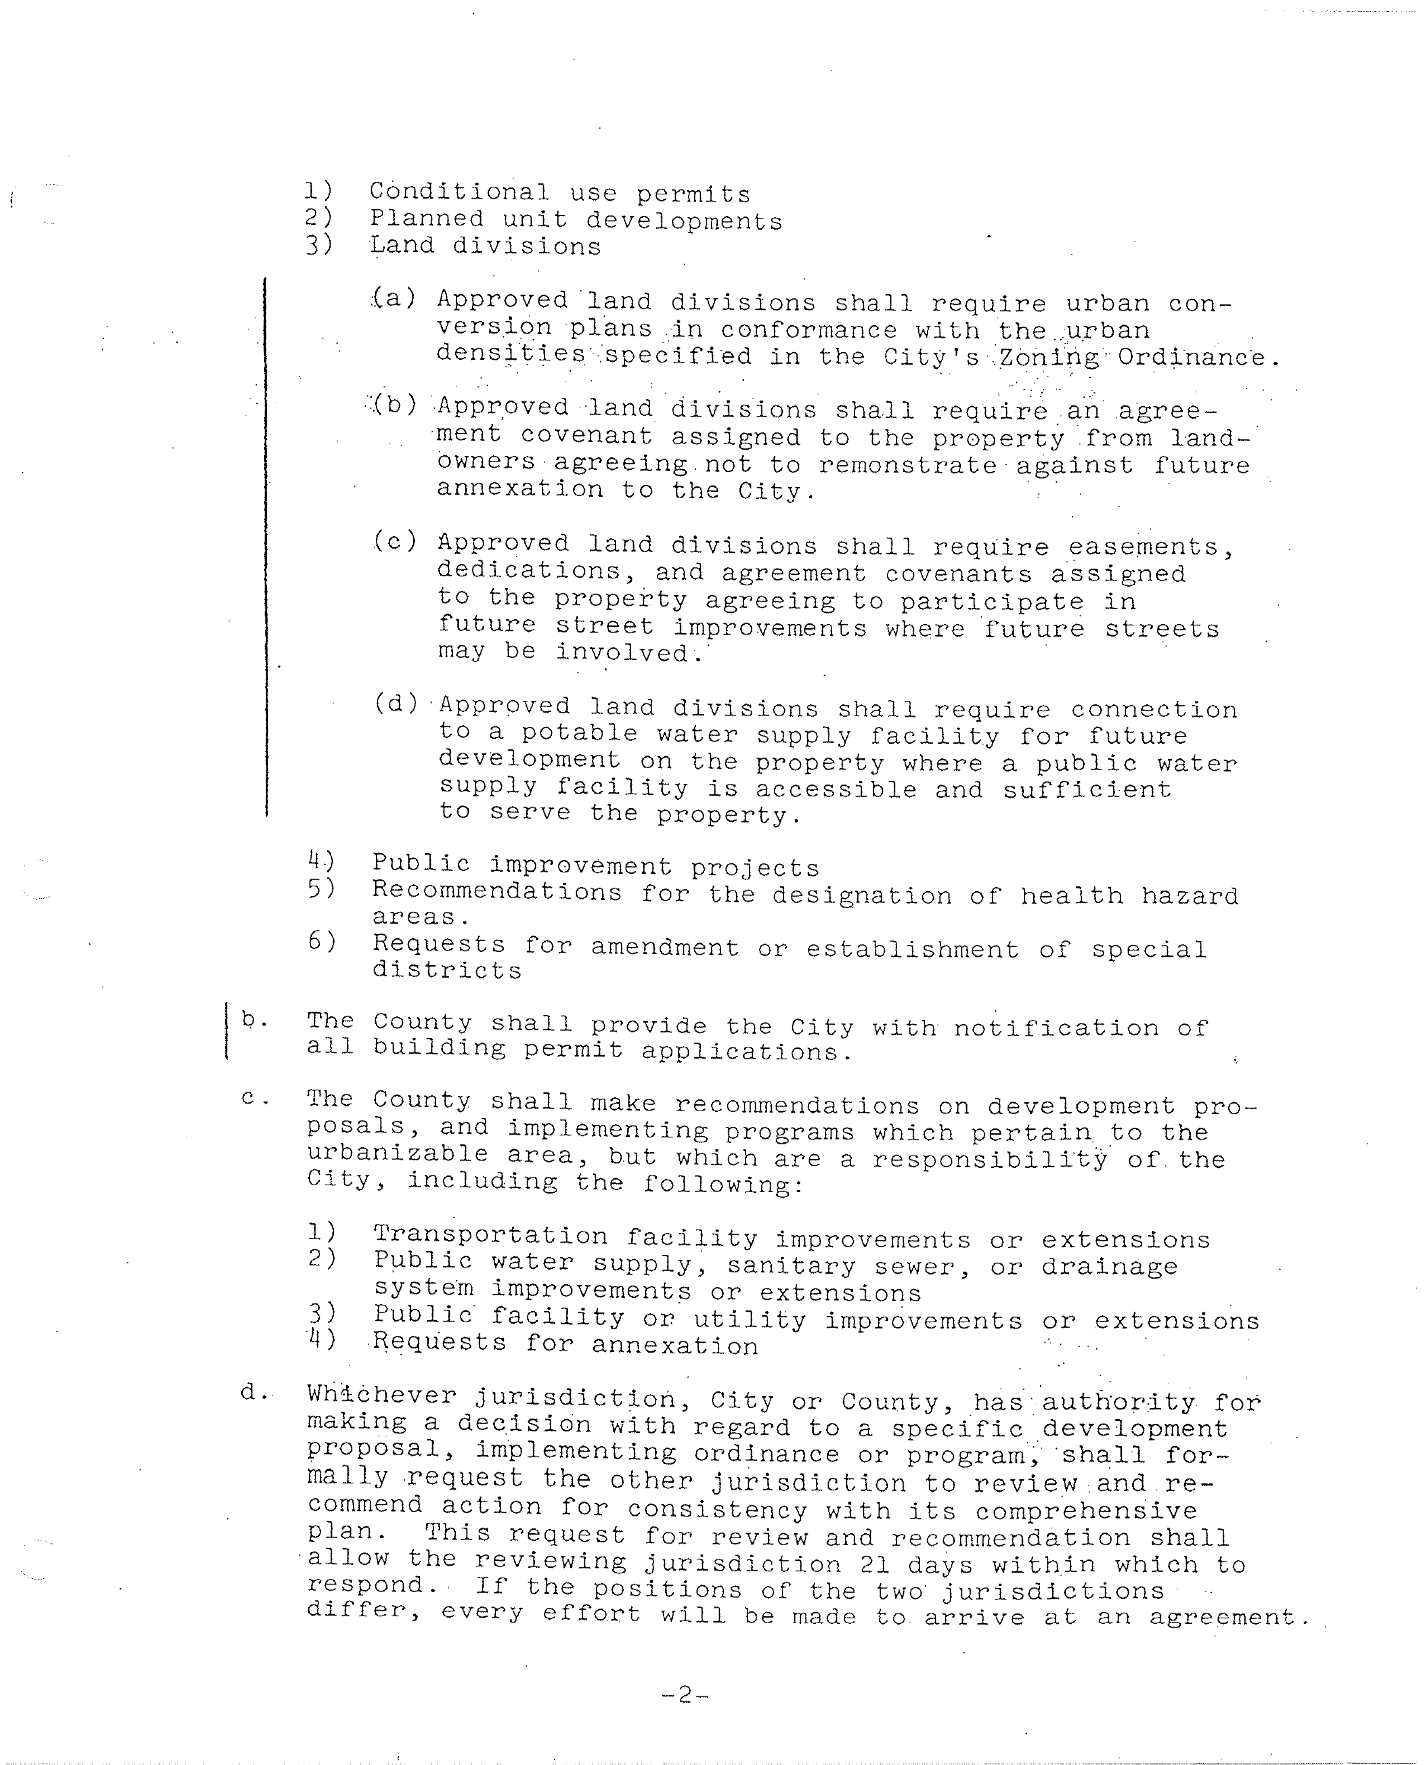 1) Conditional use permits
2) Planned unit developments
3) Land divisions
(a) Approved land divisions shall require urban con-
version plans in conformance with the urban
densities specified in the City's Zoning Ordinance.
(b) Approved land divisions shall require an agree-
ment covenant assigned to the property from land-
owners agreeing not to remonstrate against future
annexation to the City.
(c) Approved land divisions shall require easements,
dedications, and agreement covenants assigned
to the property agreeing to participate in
future street improvements where future streets
may be involved.
(d) Approved land divisions shall require connection
to a potable water supply facility for future
development on the property where a public water
supply facility is accessible and sufficient
to serve the property.
4) Public improvement projects
5) Recommendations for the designation of health hazard
areas.
6) Requests for amendment or establishment of special
districts
b. The County shall provide the City with notification of
all building permit applications.
c. The County shall make recommendations on development pro-
posals, and implementing programs which pertain to the
urbanizable area, but which are a responsibility of the
City, including the following:
1) Transportation facility improvements or extensions
2) Public water supply, sanitary sewer, or drainage
system improvements or extensions
3) Public facility or utility improvements or extensions
4) Requests for annexation
d. Whichever jurisdiction, City or County, has authority for
making a decision with regard to a specific development
proposal, implementing ordinance or program, shall for-
mally request the other jurisdiction to review and re-
commend action for consistency with its comprehensive
plan. This request for review and recommendation shall
allow the reviewing jurisdiction 21 days within which to
respond. If the positions of the two jurisdictions
differ, every effort will be made to arrive at an agreement.
-2-